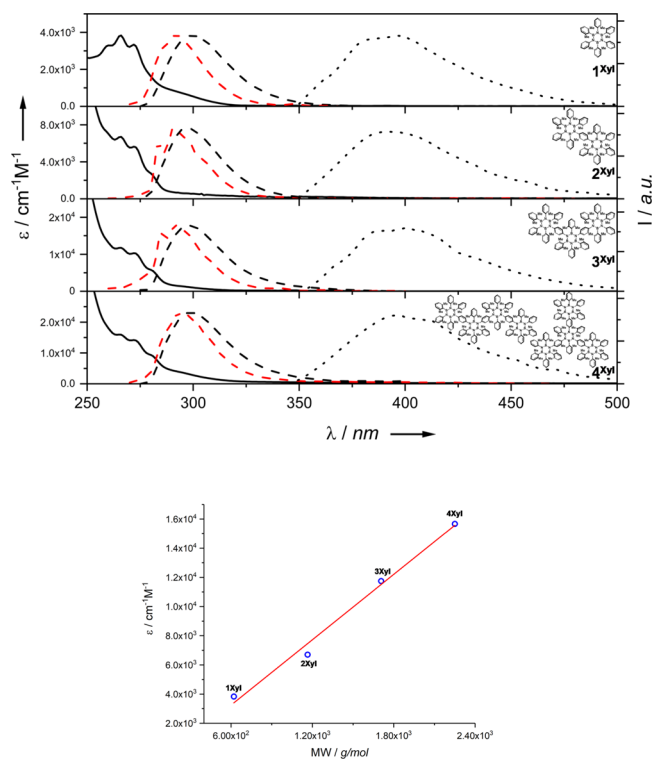 4.0x10³
2.0x10³
0.0
1ˣʸˡ
8.0x10³
4.0x10³
0.0
2ˣʸˡ
2x10⁴
1x10⁴
0
3ˣʸˡ
2.0x10⁴
1.0x10⁴
0.0
4ˣʸˡ
ε / cm⁻¹M⁻¹
I / a.u.
250 300 350 400 450 500
λ / nm
1.6x10⁴
1.4x10⁴
1.2x10⁴
1.0x10⁴
8.0x10³
6.0x10³
4.0x10³
2.0x10³
ε / cm⁻¹M⁻¹
4Xyl
3Xyl
2Xyl
1Xyl
6.00x10² 1.20x10³ 1.80x10³ 2.40x10³
MW / g/mol